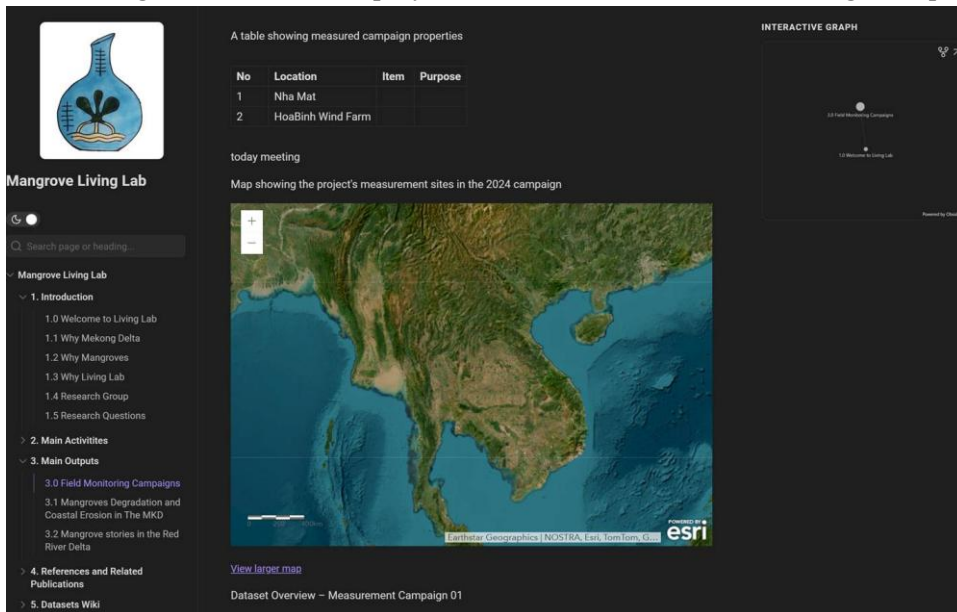 Mangrove Living Lab
Search page or heading...
Mangrove Living Lab
1. Introduction
1.0 Welcome to Living Lab
1.1 Why Mekong Delta
1.2 Why Mangroves
1.3 Why Living Lab
1.4 Research Group
1.5 Research Questions
2. Main Activitites
3. Main Outputs
3.0 Field Monitoring Campaigns
3.1 Mangroves Degradation and
Coastal Erosion in The MKD
3.2 Mangrove stories in the Red
River Delta
4. References and Related
Publications
5. Datasets Wiki
A table showing measured campaign properties
No Location Item Purpose
1 Nha Mat
2 HoaBinh Wind Farm
today meeting
Map showing the project's measurement sites in the 2024 campaign
+
−
Earthstar Geographics | NOSTRA, Esri, TomTom, G...
POWERED BY
esri
View larger map
Dataset Overview – Measurement Campaign 01
INTERACTIVE GRAPH
3.0 Field Monitoring Campaigns
1.0 Welcome to Living Lab
Powered by